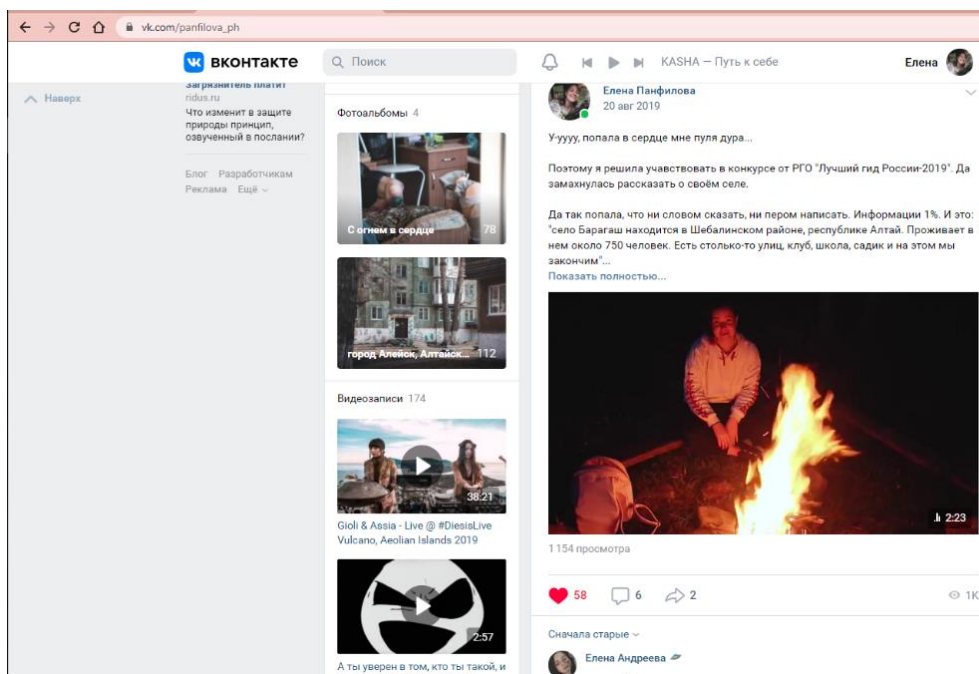 vk.com/panfilova_ph
вконтакте
Поиск
KASHA — Путь к себе
Елена
Наверх
Загрязнитель платит
ridus.ru
Что изменит в защите
природы принцип,
озвученный в послании?
Блог Разработчикам
Реклама Ещё
Фотоальбомы 4
С огнем в сердце 78
город Алейск, Алтайск... 112
Видеозаписи 174
38:21
Gioli & Assia - Live @ #DiesisLive
Vulcano, Aeolian Islands 2019
2:57
А ты уверен в том, кто ты такой, и
Елена Панфилова
20 авг 2019
У-уууу, попала в сердце мне пуля дура...
Поэтому я решила учавствовать в конкурсе от РГО "Лучший гид России-2019". Да
замахнулась рассказать о своём селе.
Да так попала, что ни словом сказать, ни пером написать. Информации 1%. И это:
"село Барагаш находится в Шебалинском районе, республике Алтай. Проживает в
нем около 750 человек. Есть столько-то улиц, клуб, школа, садик и на этом мы
закончим"...
Показать полностью...
2:23
1 154 просмотра
58 6 2 1K
Сначала старые
Елена Андреева